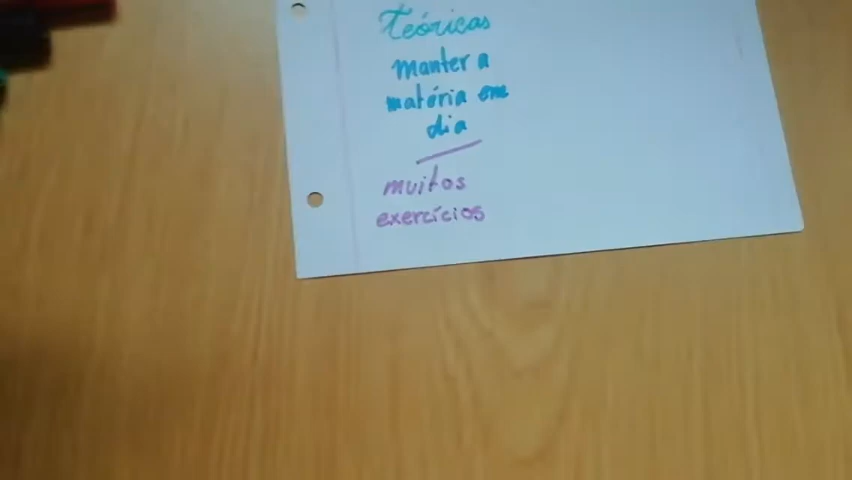 Teóricas
manter a
matéria em
dia
muitos
exercícios